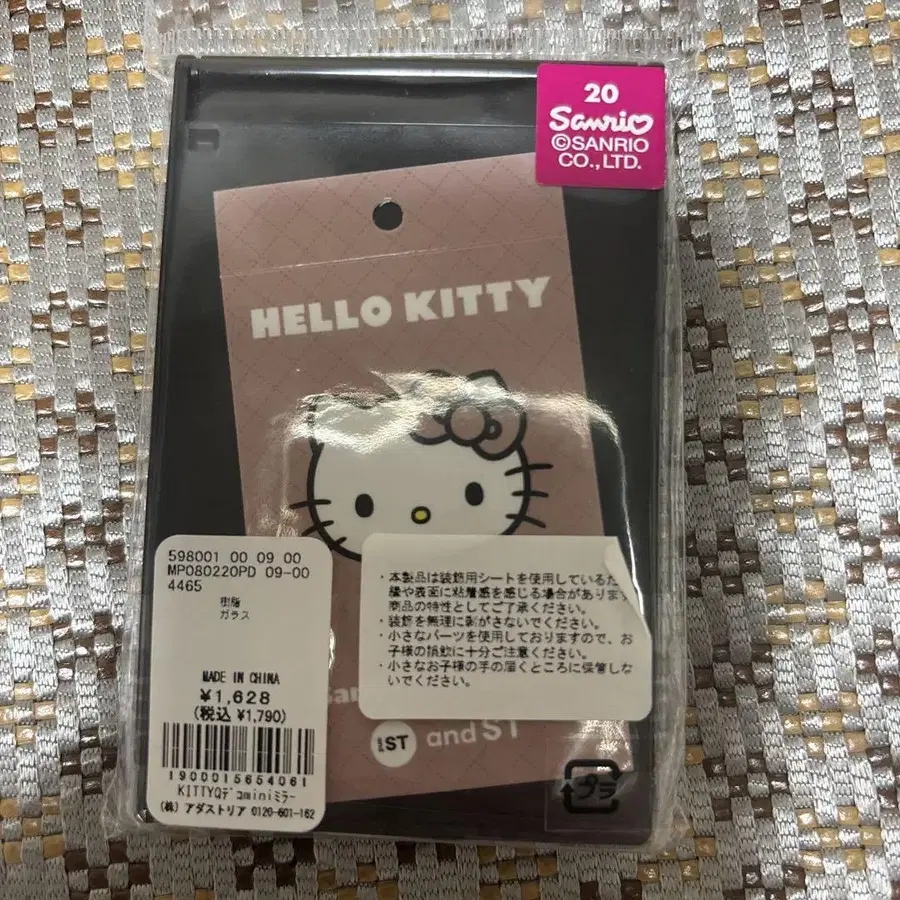 20
Sanrio
©SANRIO
CO.,LTD.
HELLO KITTY
598001 00 09 00
MP080220PD 09-00
4465
樹脂
ガラス
MADE IN CHINA
¥1,628
(税込 ¥1,790)
1900015654061
KITTYQデコminiミラー
(株) アダストリア 0120-601-162
・本製品は装飾用シートを使用しているた
縁や表面に粘着感を感じる場合があります
商品の特性としてご了承ください。
・装飾を無理に剥がさないでください。
・小さなパーツを使用しておりますので、お
子様の誤飲に十分ご注意ください。
・小さなお子様の手の届くところに保管しな
いでください。
San
and ST
and ST
プラ